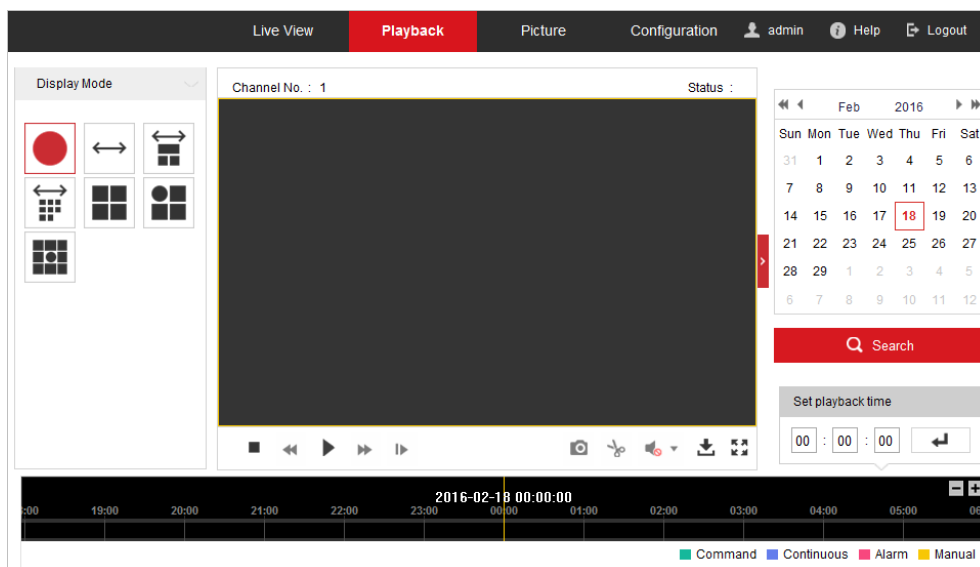 Live View Playback Picture Configuration admin Help Logout
Display Mode
Channel No. : 1 Status :
Feb 2016
Sun Mon Tue Wed Thu Fri Sat
31 1 2 3 4 5 6
7 8 9 10 11 12 13
14 15 16 17 18 19 20
21 22 23 24 25 26 27
28 29 1 2 3 4 5
6 7 8 9 10 11 12
Search
Set playback time
00 : 00 : 00
2016-02-18 00:00:00
:00 19:00 20:00 21:00 22:00 23:00 00:00 01:00 02:00 03:00 04:00 05:00 06
Command Continuous Alarm Manual